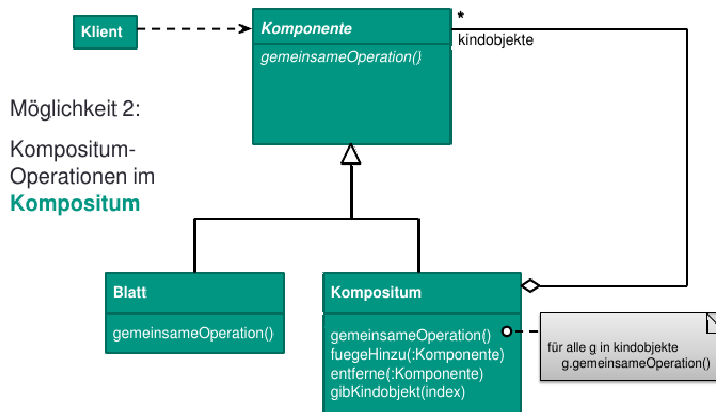 Klient
Komponente
gemeinsameOperation()
*
kindobjekte
Möglichkeit 2:
Kompositum-
Operationen im
Kompositum
Blatt
gemeinsameOperation()
Kompositum
gemeinsameOperation()
fuegeHinzu(:Komponente)
entferne(:Komponente)
gibKindobjekt(index)
für alle g in kindobjekte
g.gemeinsameOperation()